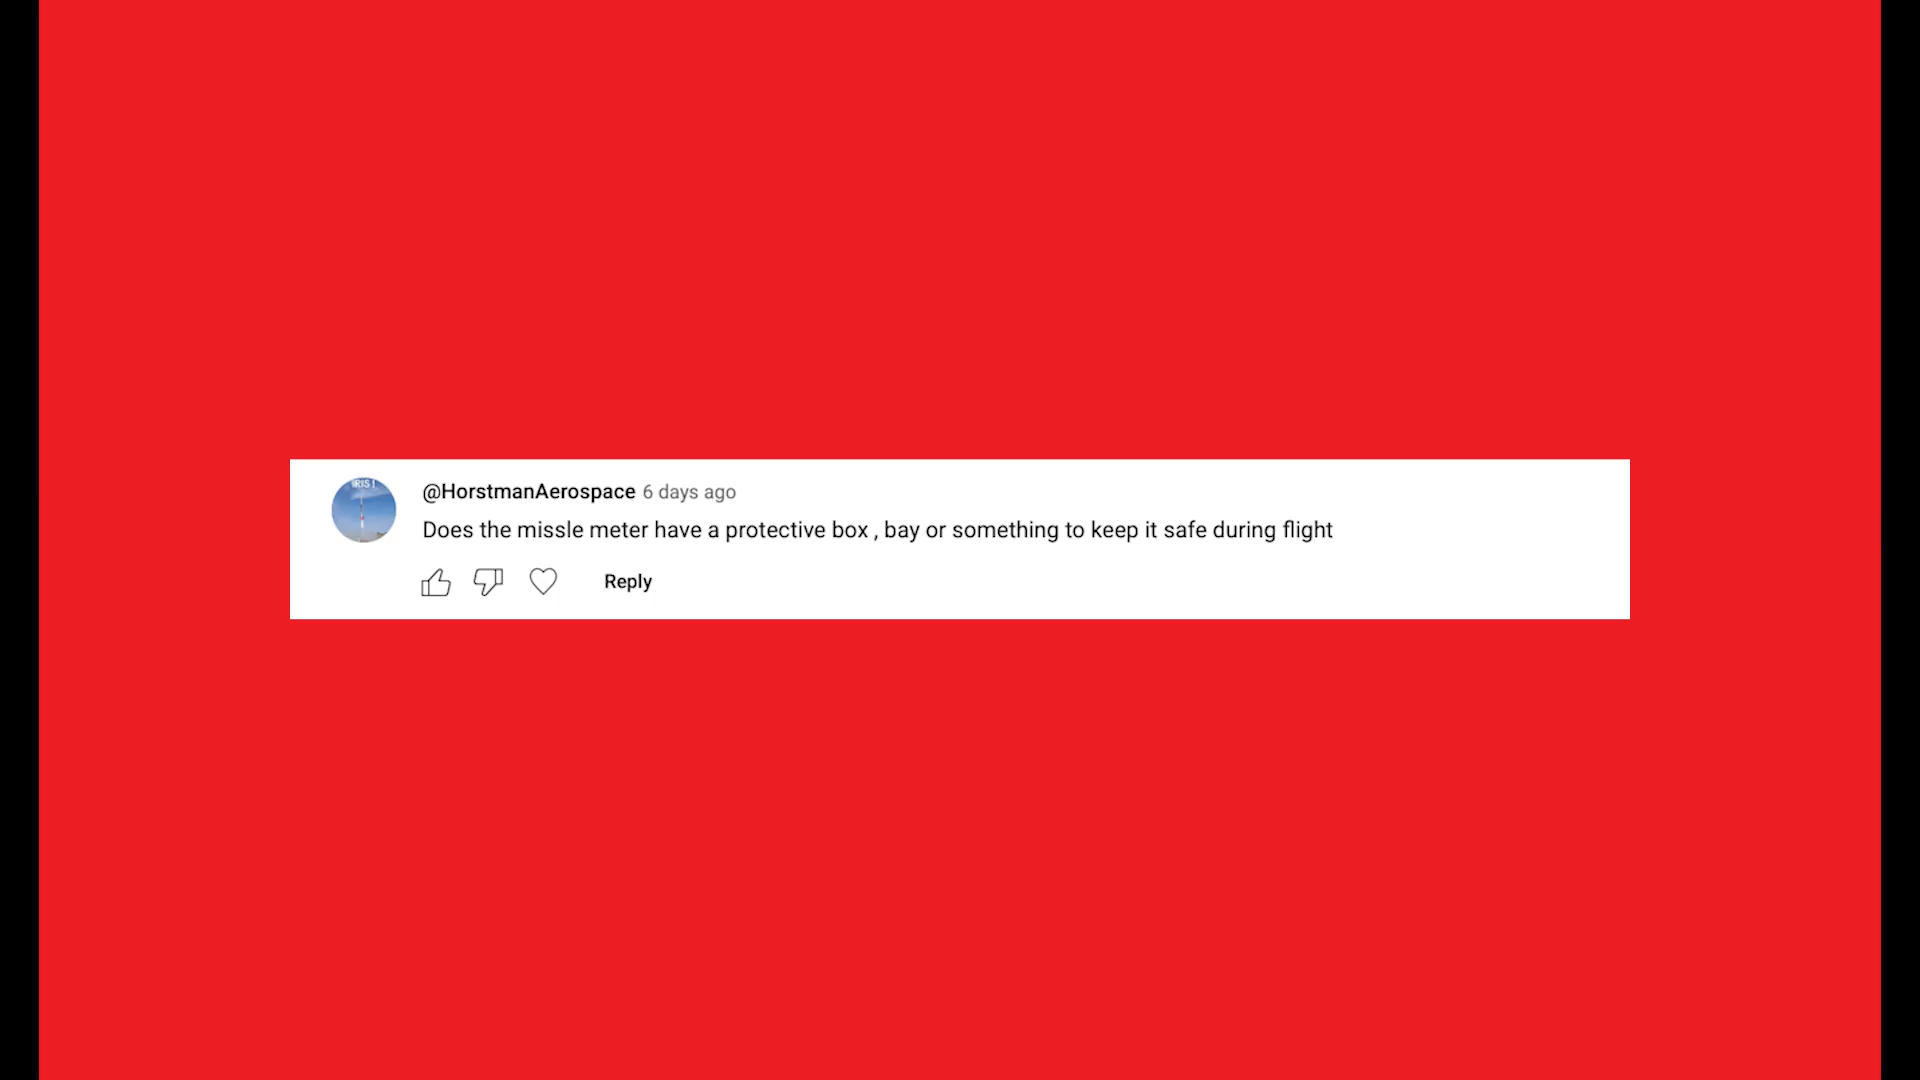 IRIS !
@HorstmanAerospace 6 days ago
Does the missle meter have a protective box , bay or something to keep it safe during flight
Reply